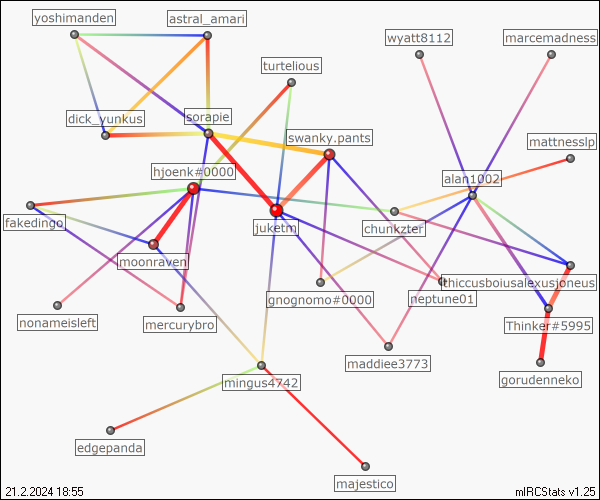 yoshimanden
astral_amari
wyatt8112
marcemadness
turtelious
dick_yunkus
sorapie
swanky.pants
mattnesslp
hjoenk#0000
alan1002
fakedingo
juketm
chunkzter
moonraven
thiccusboiusalexusjoneus
gnognomo#0000
neptune01
nonameisleft
mercurybro
Thinker#5995
maddiee3773
mingus4742
gorudenneko
edgepanda
majestico
21.2.2024 18:55
mIRCStats v1.25